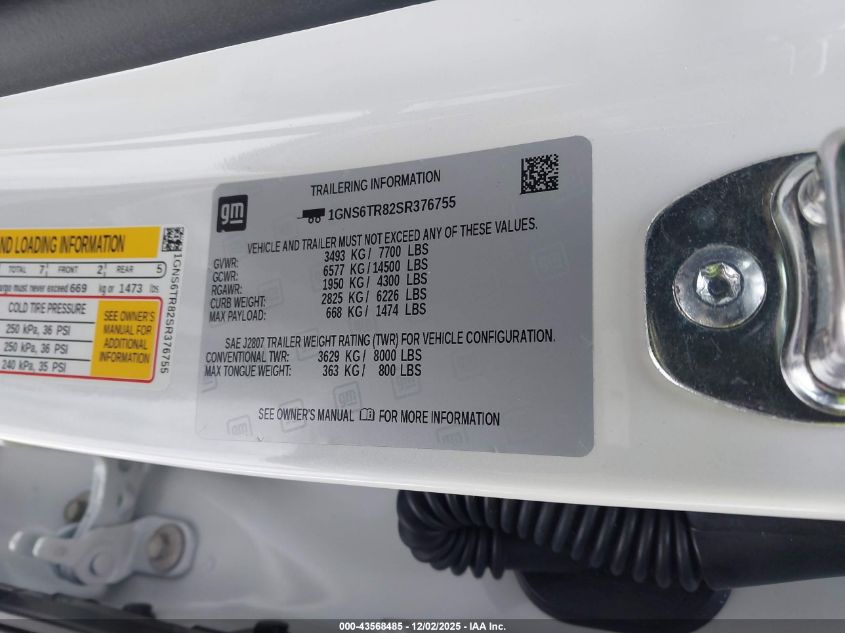 ND LOADING INFORMATION
TOTAL 7 FRONT 2 REAR 5
argo must never exceed 669 kg or 1473 lbs
COLD TIRE PRESSURE
250 kPa, 36 PSI
250 kPa, 36 PSI
240 kPa, 35 PSI
SEE OWNER'S
MANUAL FOR
ADDITIONAL
INFORMATION
1GNS6TR82SR376755
gm
TRAILERING INFORMATION
1GNS6TR82SR376755
VEHICLE AND TRAILER MUST NOT EXCEED ANY OF THESE VALUES.
GVWR: 3493 KG / 7700 LBS
GCWR: 6577 KG / 14500 LBS
RGAWR: 1950 KG / 4300 LBS
CURB WEIGHT: 2825 KG / 6226 LBS
MAX PAYLOAD: 668 KG / 1474 LBS
SAE J2807 TRAILER WEIGHT RATING (TWR) FOR VEHICLE CONFIGURATION.
CONVENTIONAL TWR: 3629 KG / 8000 LBS
MAX TONGUE WEIGHT: 363 KG / 800 LBS
SEE OWNER'S MANUAL FOR MORE INFORMATION
000-43568485 - 12/02/2025 - IAA Inc.